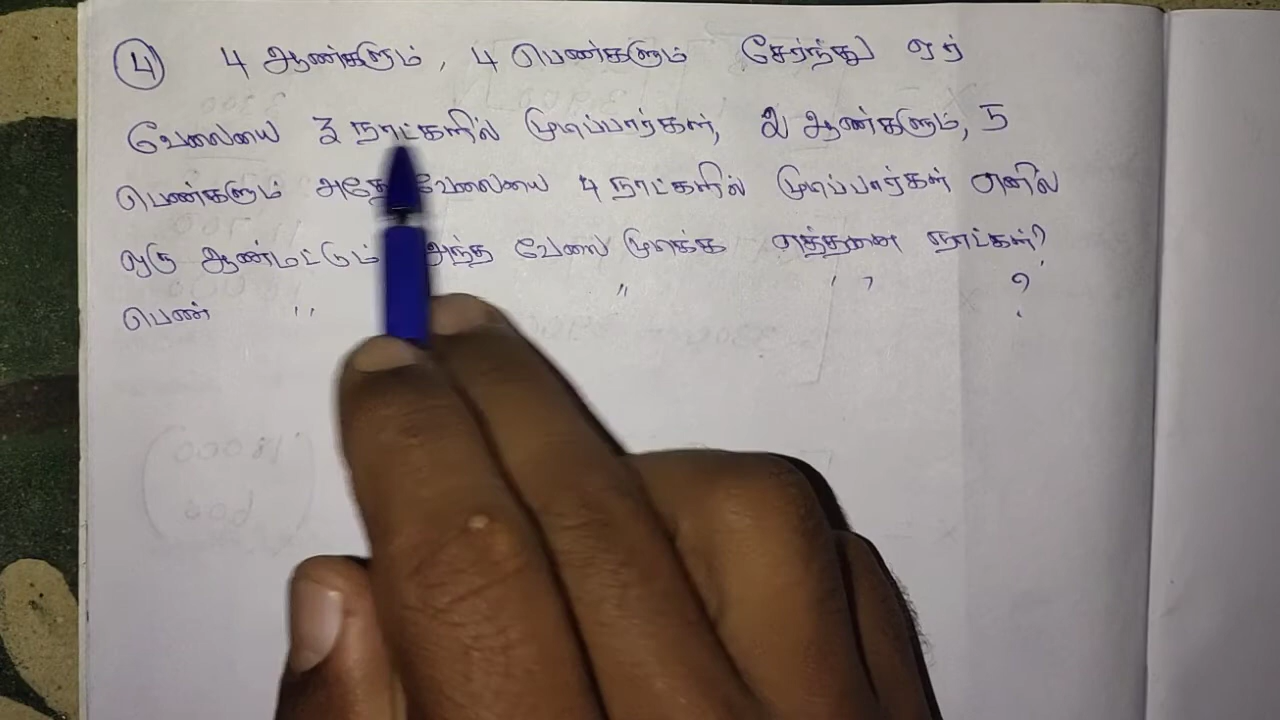 4 4 ஆண்களும், 4 பெண்களும் சேர்ந்து ஓர்
வேலையை 3 நாட்களில் முடிப்பார்கள், 2 ஆண்களும், 5
பெண்களும் அதே வேலையை 4 நாட்களில் முடிப்பார்கள் எனில்
ஒரு ஆண்மட்டும் அந்த வேலை முடிக்க எத்தனை நாட்கள்?
பெண் " " " ?